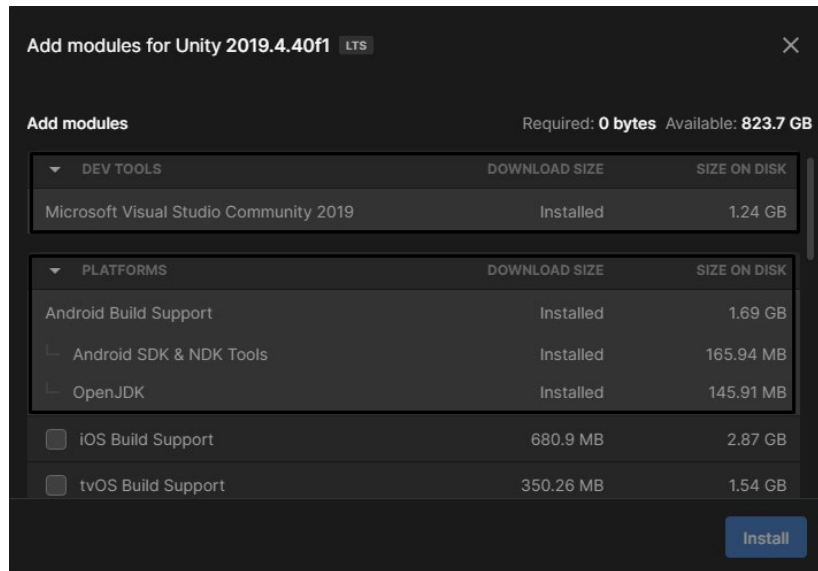 Add modules for Unity 2019.4.40f1 LTS
Add modules Required: 0 bytes Available: 823.7 GB
DEV TOOLS DOWNLOAD SIZE SIZE ON DISK
Microsoft Visual Studio Community 2019 Installed 1.24 GB
PLATFORMS DOWNLOAD SIZE SIZE ON DISK
Android Build Support Installed 1.69 GB
Android SDK & NDK Tools Installed 165.94 MB
OpenJDK Installed 145.91 MB
iOS Build Support 680.9 MB 2.87 GB
tvOS Build Support 350.26 MB 1.54 GB
Install